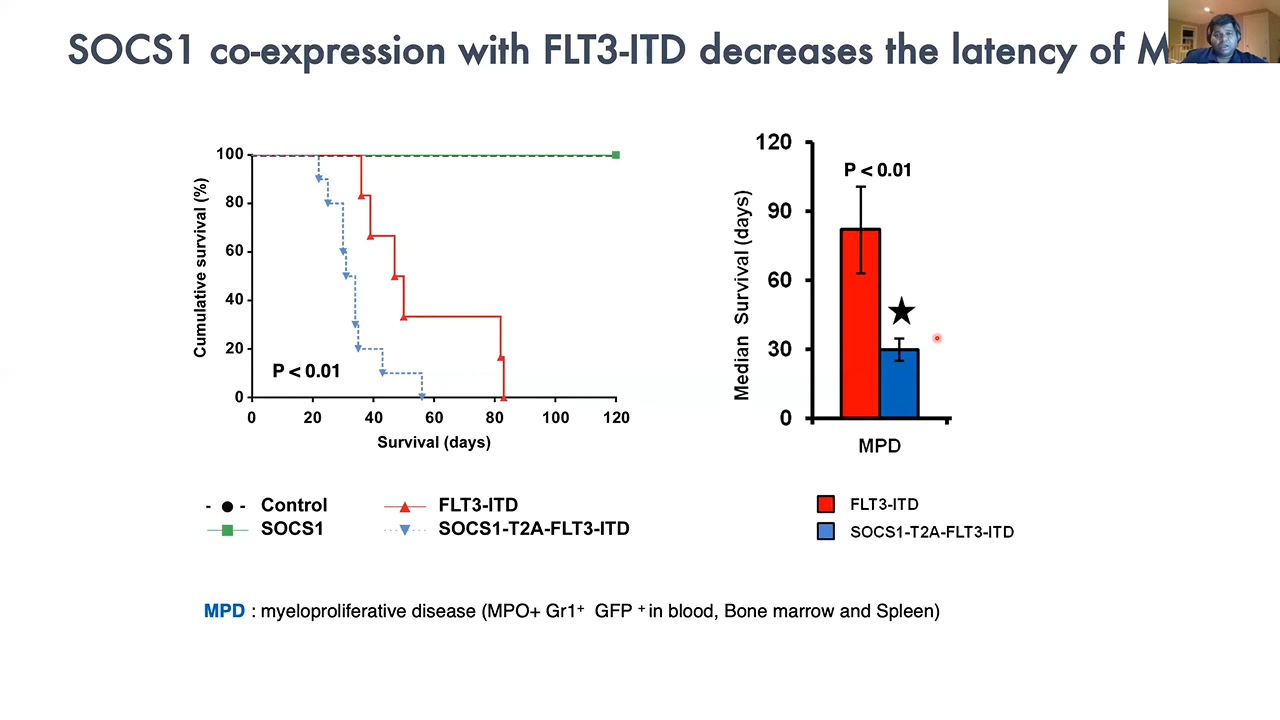 SOCS1 co-expression with FLT3-ITD decreases the latency of
Cumulative survival (%)
100
80
60
40
20
0
P < 0.01
0 20 40 60 80 100 120
Survival (days)
Control
FLT3-ITD
SOCS1
SOCS1-T2A-FLT3-ITD
Median Survival (days)
120
90
60
30
0
P < 0.01
MPD
FLT3-ITD
SOCS1-T2A-FLT3-ITD
MPD : myeloproliferative disease (MPO+ Gr1⁺ GFP ⁺ in blood, Bone marrow and Spleen)